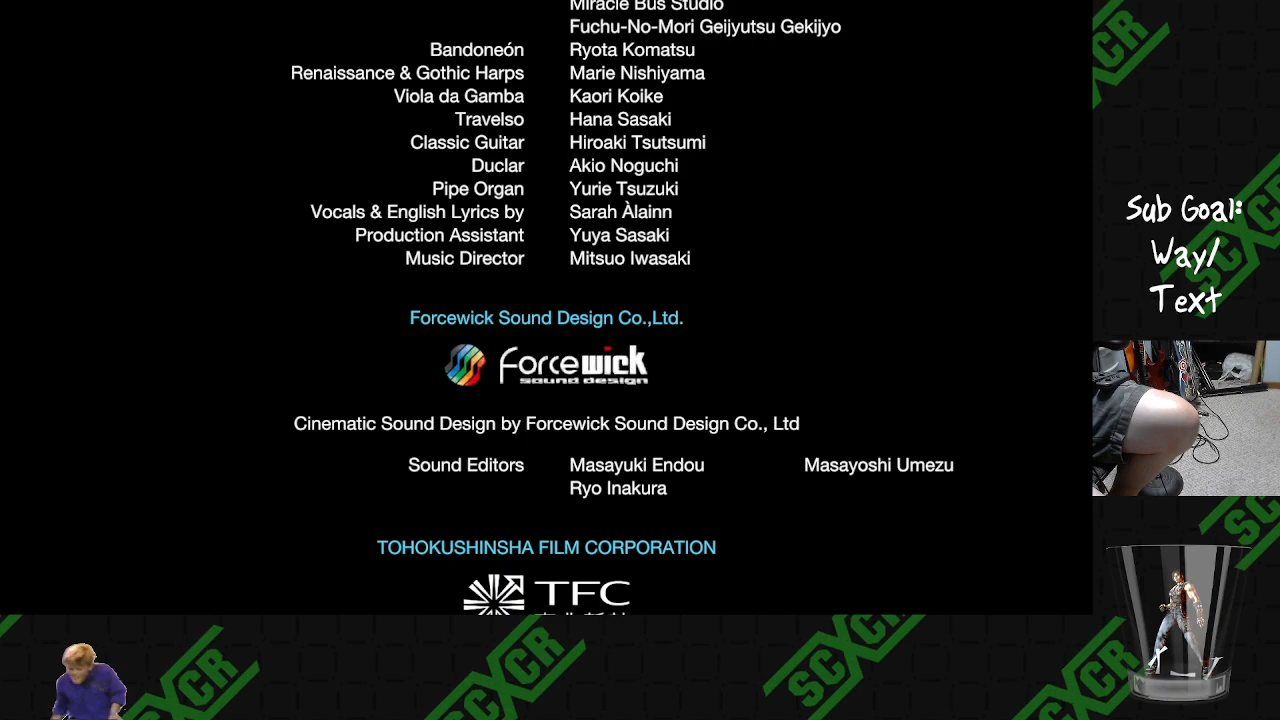 Miracle Bus Studio
Fuchu-No-Mori Geijyutsu Gekijyo
Bandoneón Ryota Komatsu
Renaissance & Gothic Harps Marie Nishiyama
Viola da Gamba Kaori Koike
Travelso Hana Sasaki
Classic Guitar Hiroaki Tsutsumi
Duclar Akio Noguchi
Pipe Organ Yurie Tsuzuki
Vocals & English Lyrics by Sarah Àlainn
Production Assistant Yuya Sasaki
Music Director Mitsuo Iwasaki
Forcewick Sound Design Co.,Ltd.
Forcewick
sound design
Cinematic Sound Design by Forcewick Sound Design Co., Ltd
Sound Editors Masayuki Endou Masayoshi Umezu
Ryo Inakura
TOHOKUSHINSHA FILM CORPORATION
TFC
Sub Goal:
Way/
Text
SCXCR
SCXCR
SCXCR
SCXCR
SCXCR